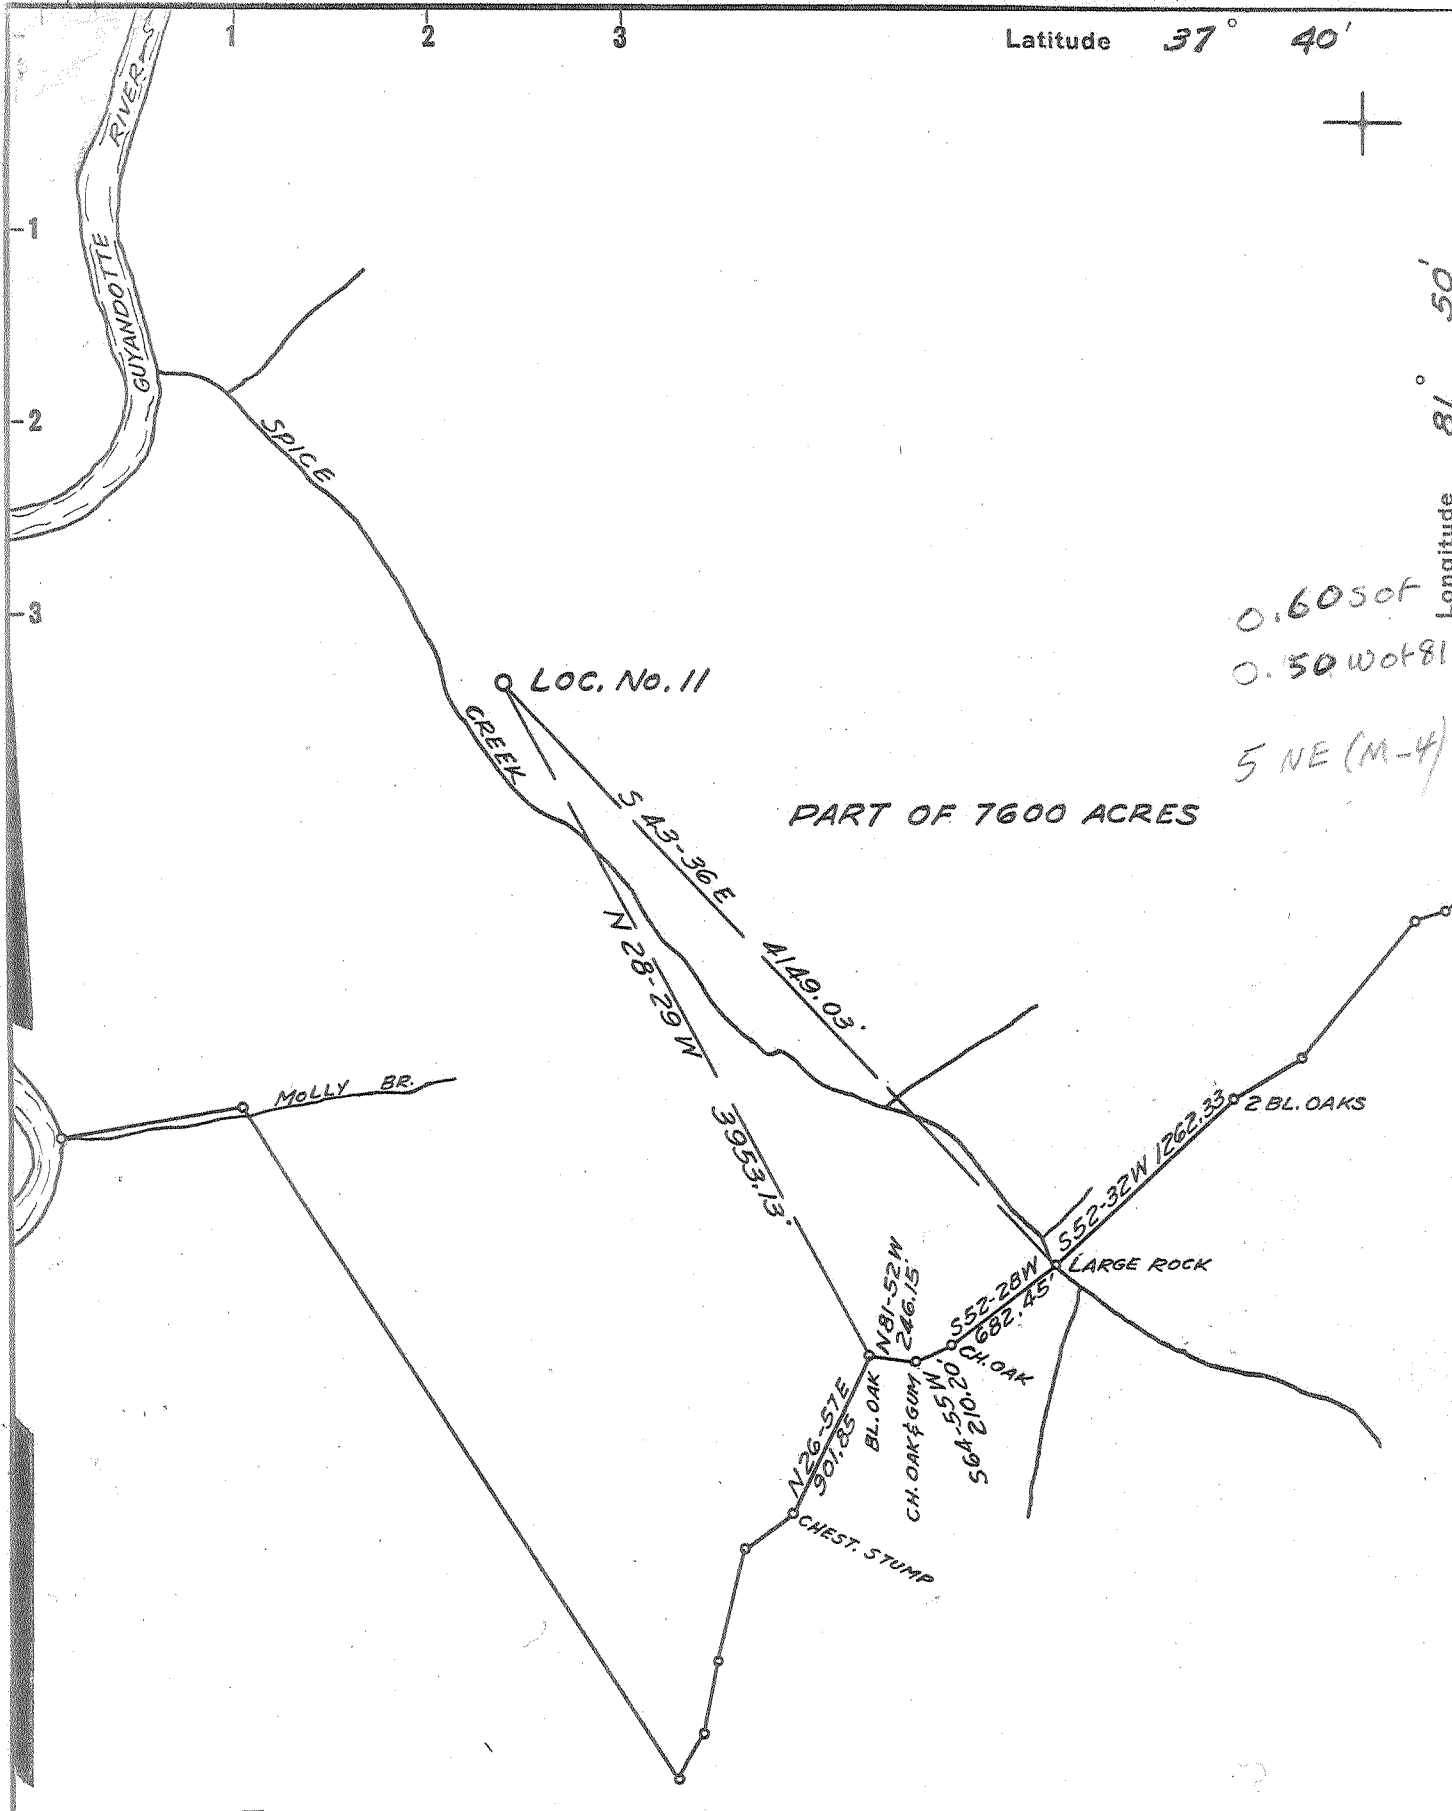 1 2 3
Latitude 37° 40'
RIVER
GUYANDOTTE
1
2
3
Longitude 81° 50'
SPICE
CREEK
0.60 S of
0.50 W of 81
5 NE (M-4)
LOC. No. 11
PART OF 7600 ACRES
S 43-36 E
4149.03'
N 28-29 W
3953.13'
MOLLY BR.
2 BL. OAKS
S52-32W 1262.33
LARGE ROCK
S52-28W
682.45'
CH. OAK
N81-52W
246.15'
S64-55W
210.20'
CH. OAK & GUM
BL. OAK
N26-57E
901.85
CHEST. STUMP